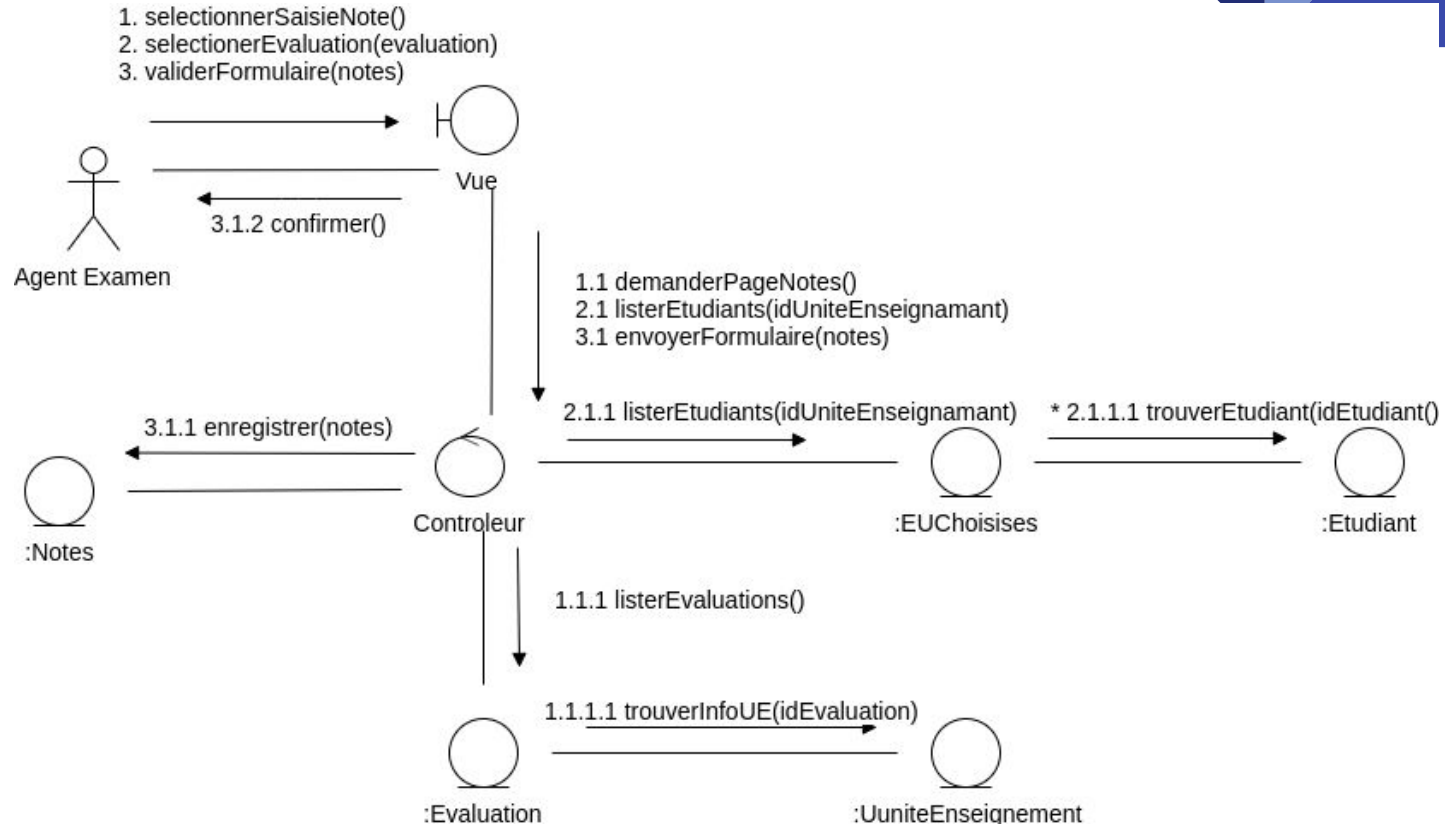 1. selectionnerSaisieNote()
2. selectionerEvaluation(evaluation)
3. validerFormulaire(notes)
Vue
3.1.2 confirmer()
Agent Examen
1.1 demanderPageNotes()
2.1 listerEtudiants(idUniteEnseignamant)
3.1 envoyerFormulaire(notes)
3.1.1 enregistrer(notes)
2.1.1 listerEtudiants(idUniteEnseignamant)
* 2.1.1.1 trouverEtudiant(idEtudiant()
:Notes
Controleur
:EUChoisises
:Etudiant
1.1.1 listerEvaluations()
1.1.1.1 trouverInfoUE(idEvaluation)
:Evaluation
:UuniteEnseignement